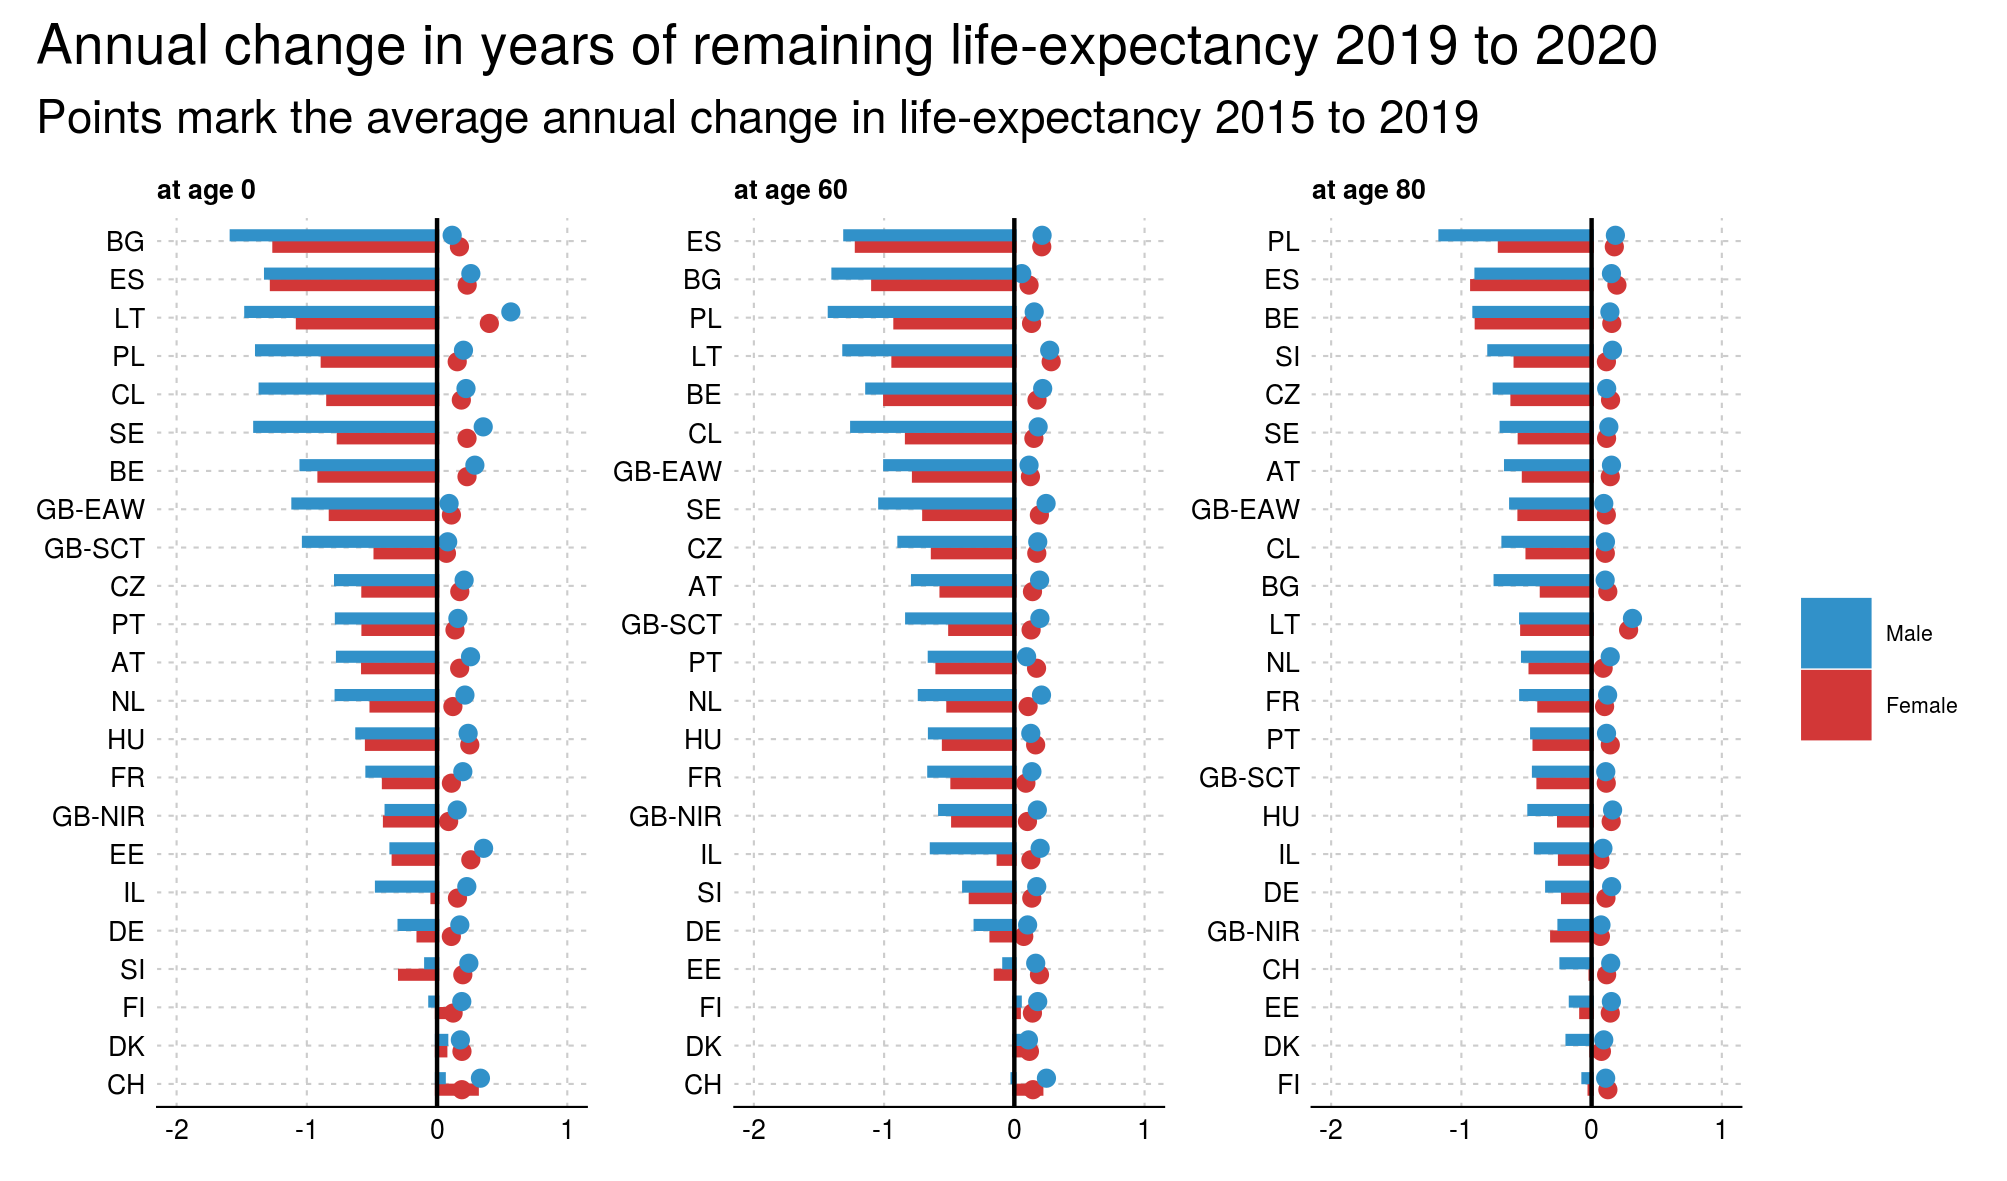 Annual change in years of remaining life-expectancy 2019 to 2020
Points mark the average annual change in life-expectancy 2015 to 2019
at age 0
BG
ES
LT
PL
CL
SE
BE
GB-EAW
GB-SCT
CZ
PT
AT
NL
HU
FR
GB-NIR
EE
IL
DE
SI
FI
DK
CH
-2 -1 0 1
at age 60
ES
BG
PL
LT
BE
CL
GB-EAW
SE
CZ
AT
GB-SCT
PT
NL
HU
FR
GB-NIR
IL
SI
DE
EE
FI
DK
CH
-2 -1 0 1
at age 80
PL
ES
BE
SI
CZ
SE
AT
GB-EAW
CL
BG
LT
NL
FR
PT
GB-SCT
HU
IL
DE
GB-NIR
CH
EE
DK
FI
-2 -1 0 1
Male
Female